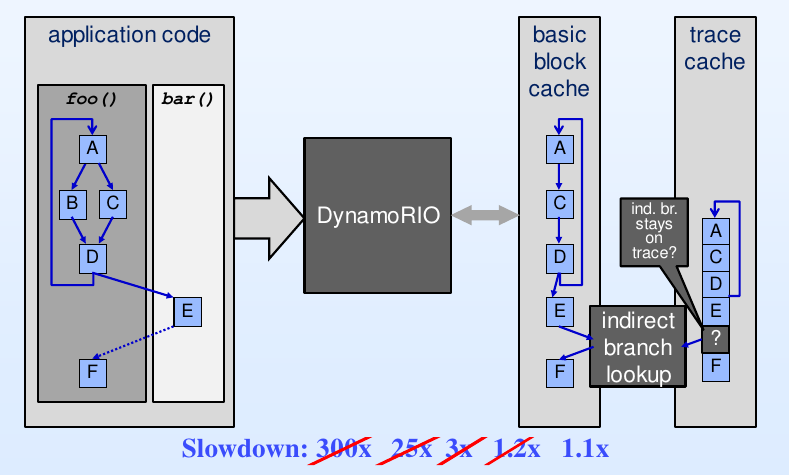 application code
foo()
bar()
A
B
C
D
E
F
DynamoRIO
basic
block
cache
A
C
D
E
F
indirect
branch
lookup
trace
cache
ind. br.
stays
on
trace?
A
C
D
E
?
F
Slowdown: 300x 25x 3x 1.2x 1.1x